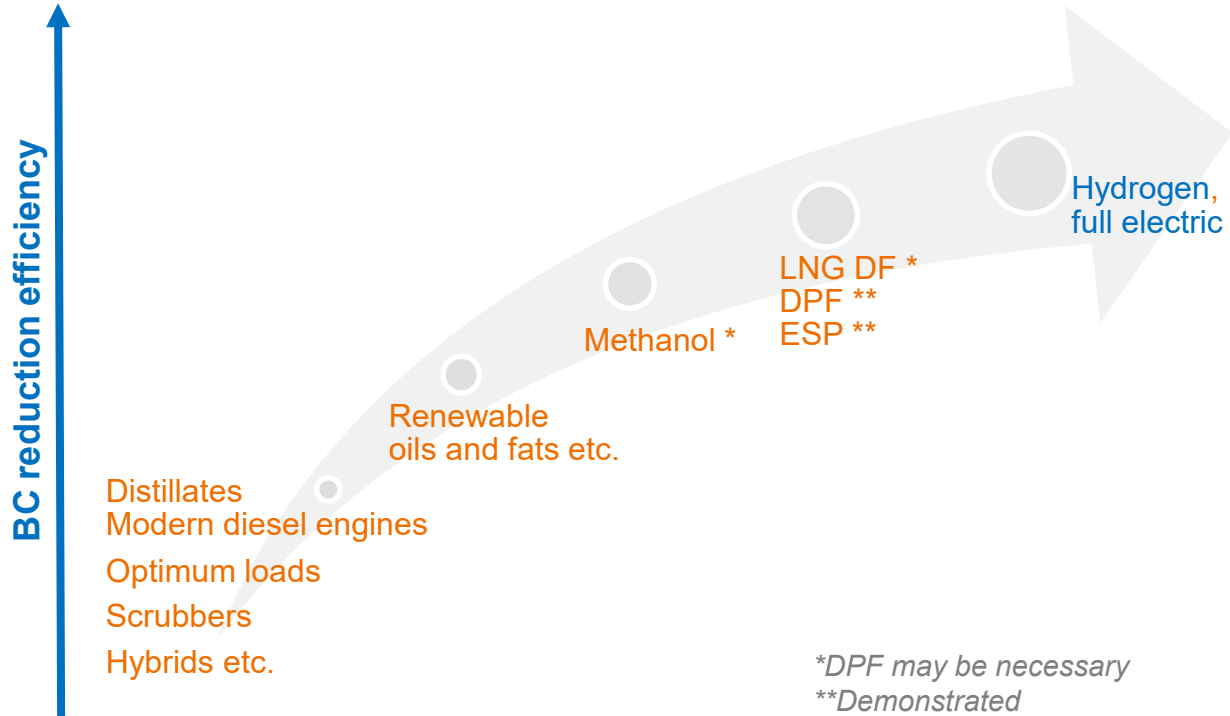 BC reduction efficiency
Hydrogen,
full electric
LNG DF *
DPF **
ESP **
Methanol *
Renewable
oils and fats etc.
Distillates
Modern diesel engines
Optimum loads
Scrubbers
Hybrids etc.
*DPF may be necessary
**Demonstrated